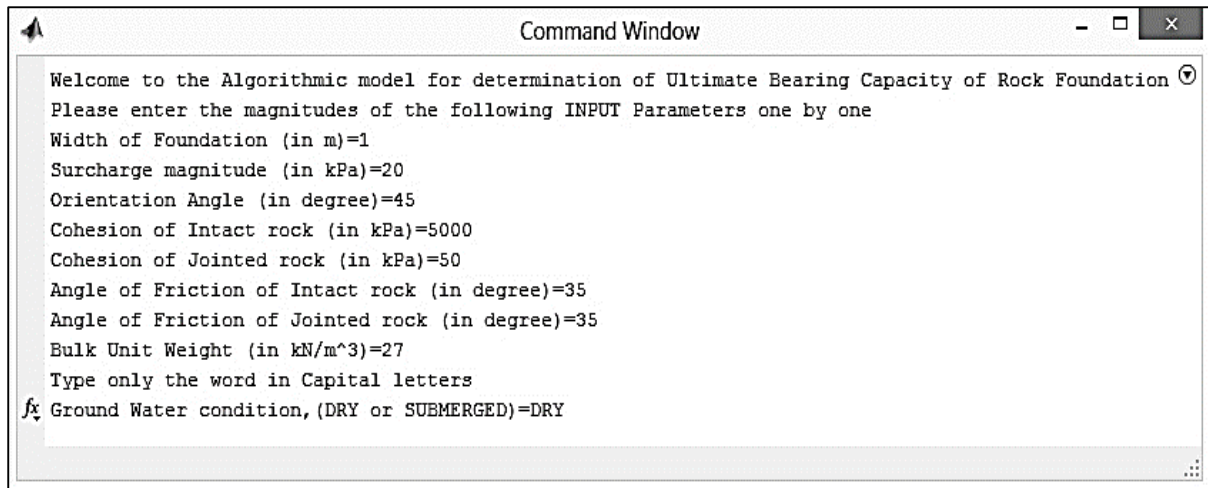 Command Window
Welcome to the Algorithmic model for determination of Ultimate Bearing Capacity of Rock Foundation
Please enter the magnitudes of the following INPUT Parameters one by one
Width of Foundation (in m)=1
Surcharge magnitude (in kPa)=20
Orientation Angle (in degree)=45
Cohesion of Intact rock (in kPa)=5000
Cohesion of Jointed rock (in kPa)=50
Angle of Friction of Intact rock (in degree)=35
Angle of Friction of Jointed rock (in degree)=35
Bulk Unit Weight (in kN/m^3)=27
Type only the word in Capital letters
fx Ground Water condition,(DRY or SUBMERGED)=DRY